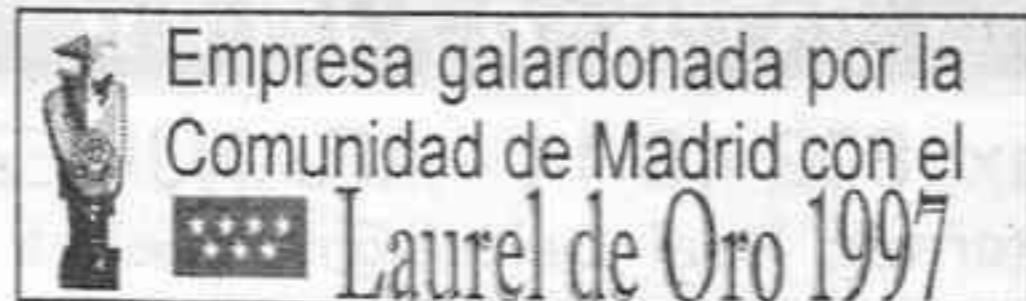 Empresa galardonada por la
Comunidad de Madrid con el
Laurel de Oro 1997